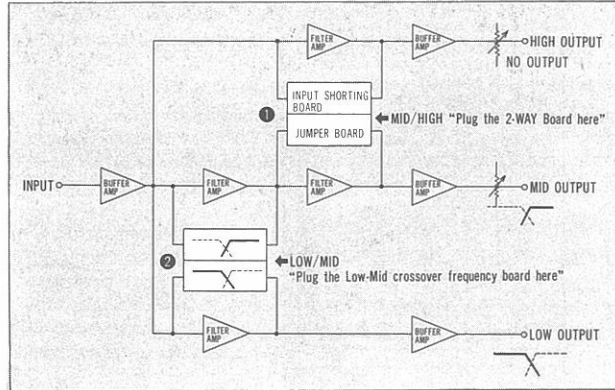 FILTER AMP
BUFFER AMP
HIGH OUTPUT
NO OUTPUT
INPUT SHORTING BOARD
1
MID/HIGH "Plug the 2-WAY Board here"
JUMPER BOARD
INPUT
BUFFER AMP
FILTER AMP
FILTER AMP
BUFFER AMP
MID OUTPUT
2
LOW/MID
"Plug the Low-Mid crossover frequency board here"
FILTER AMP
BUFFER AMP
LOW OUTPUT